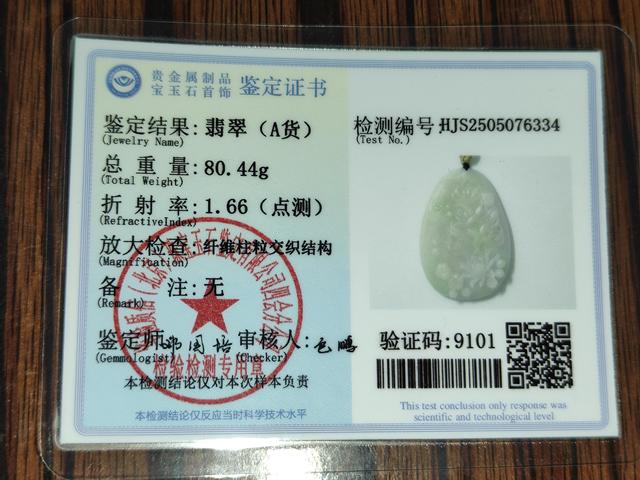 贵金属制品
宝玉石首饰 鉴定证书
鉴定结果: 翡翠（A货）
(Jewelry Name)
检测编号: HJS2505076334
(Test No.)
总 重 量: 80.44g
(Total Weight)
折 射 率: 1.66（点测）
(RefractiveIndex)
放大检查: 纤维柱粒交织结构
(Magnification)
备 注: 无
(Remark)
鉴定师
(Gemmologist)
审核人:
(Checker)
检验检测专用章
本检测结论仅对本次样本负责
本检测结论仅反应当时科学技术水平
验证码: 9101
This test conclusion only response was
scientific and technological level